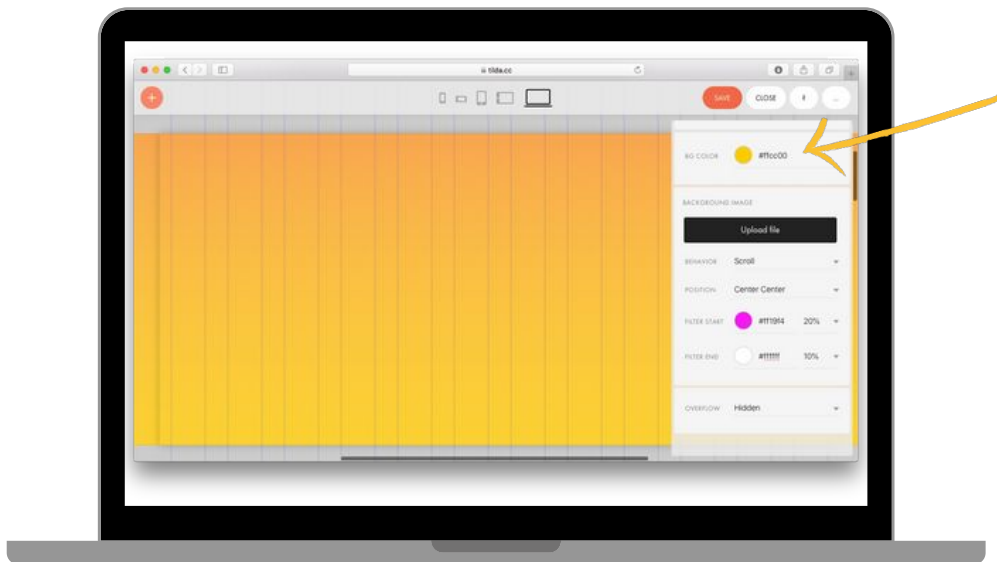 tilda.cc
SAVE
CLOSE
...
BG COLOR #ffcc00
BACKGROUND IMAGE
Upload file
BEHAVIOR Scroll
POSITION Center Center
FILTER START #ff19f4 20%
FILTER END #ffffff 10%
OVERFLOW Hidden